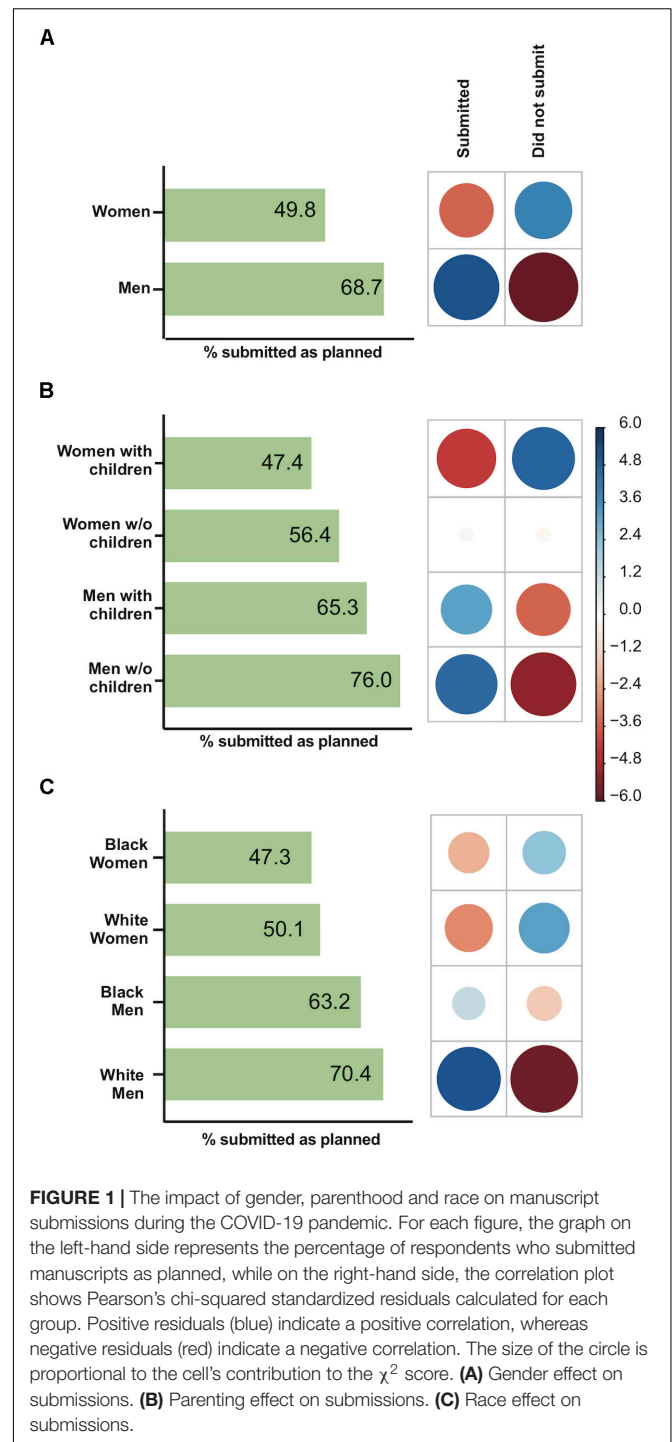 A
Submitted
Did not submit
Women
49.8
Men
68.7
% submitted as planned
B
Women with
children
47.4
Women w/o
children
56.4
Men with
children
65.3
Men w/o
children
76.0
% submitted as planned
6.0
4.8
3.6
2.4
1.2
0.0
−1.2
−2.4
−3.6
−4.8
−6.0
C
Black
Women
47.3
White
Women
50.1
Black
Men
63.2
White
Men
70.4
% submitted as planned
FIGURE 1 | The impact of gender, parenthood and race on manuscript
submissions during the COVID-19 pandemic. For each figure, the graph on
the left-hand side represents the percentage of respondents who submitted
manuscripts as planned, while on the right-hand side, the correlation plot
shows Pearson's chi-squared standardized residuals calculated for each
group. Positive residuals (blue) indicate a positive correlation, whereas
negative residuals (red) indicate a negative correlation. The size of the circle is
proportional to the cell's contribution to the χ² score. (A) Gender effect on
submissions. (B) Parenting effect on submissions. (C) Race effect on
submissions.